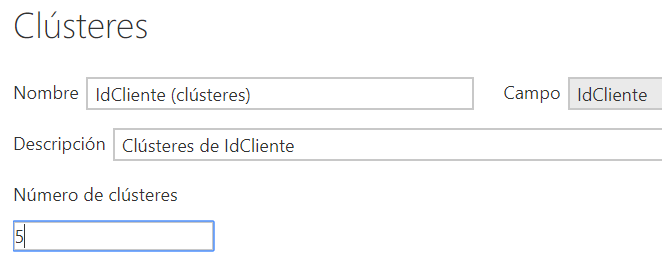 Clústeres
Nombre IdCliente (clústeres) Campo IdCliente
Descripción Clústeres de IdCliente
Número de clústeres
5